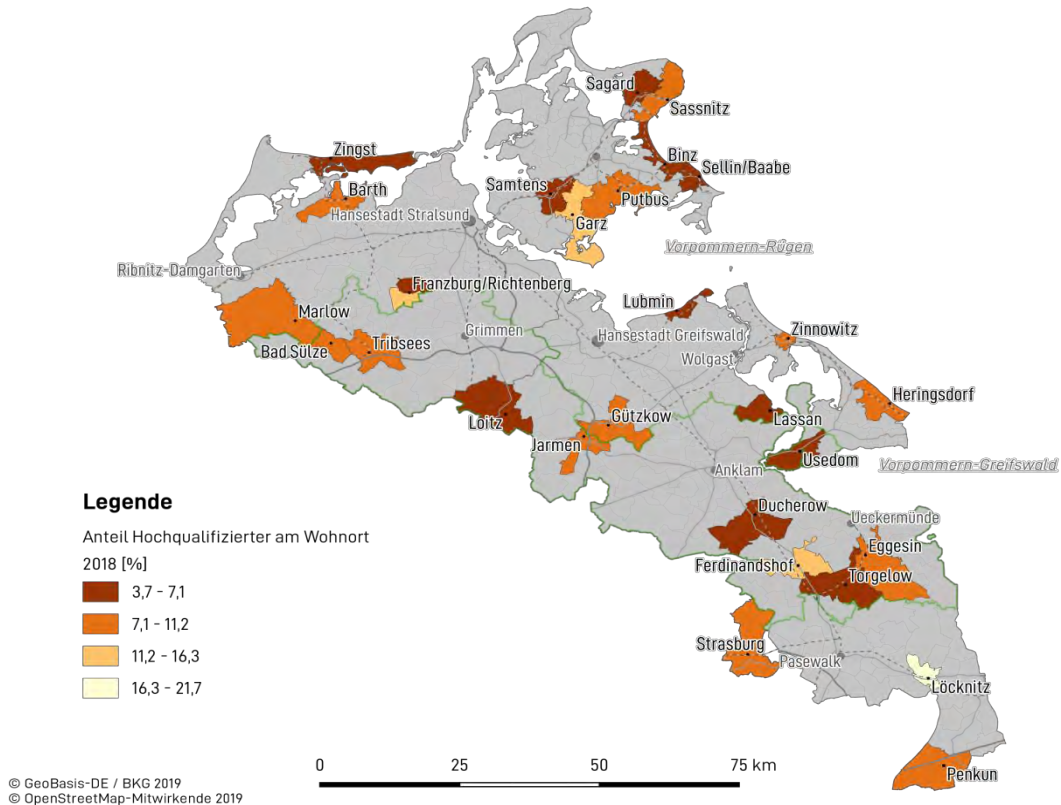 Sagard
Sassnitz
Zingst
Binz
Sellin/Baabe
Samtens
Barth
Putbus
Hansestadt Stralsund
Garz
Vorpommern-Rügen
Ribnitz-Damgarten
Franzburg/Richtenberg
Lubmin
Marlow
Hansestadt Greifswald
Zinnowitz
Grimmen
Bad Sülze
Tribsees
Wolgast
Heringsdorf
Gützkow
Lassan
Loitz
Jarmen
Usedom
Vorpommern-Greifswald
Anklam
Legende
Ducherow
Ueckermünde
Anteil Hochqualifizierter am Wohnort
2018 [%]
Eggesin
Ferdinandshof
Torgelow
3,7 - 7,1
7,1 - 11,2
11,2 - 16,3
16,3 - 21,7
Strasburg
Pasewalk
Löcknitz
0 25 50 75 km
Penkun
© GeoBasis-DE / BKG 2019
© OpenStreetMap-Mitwirkende 2019